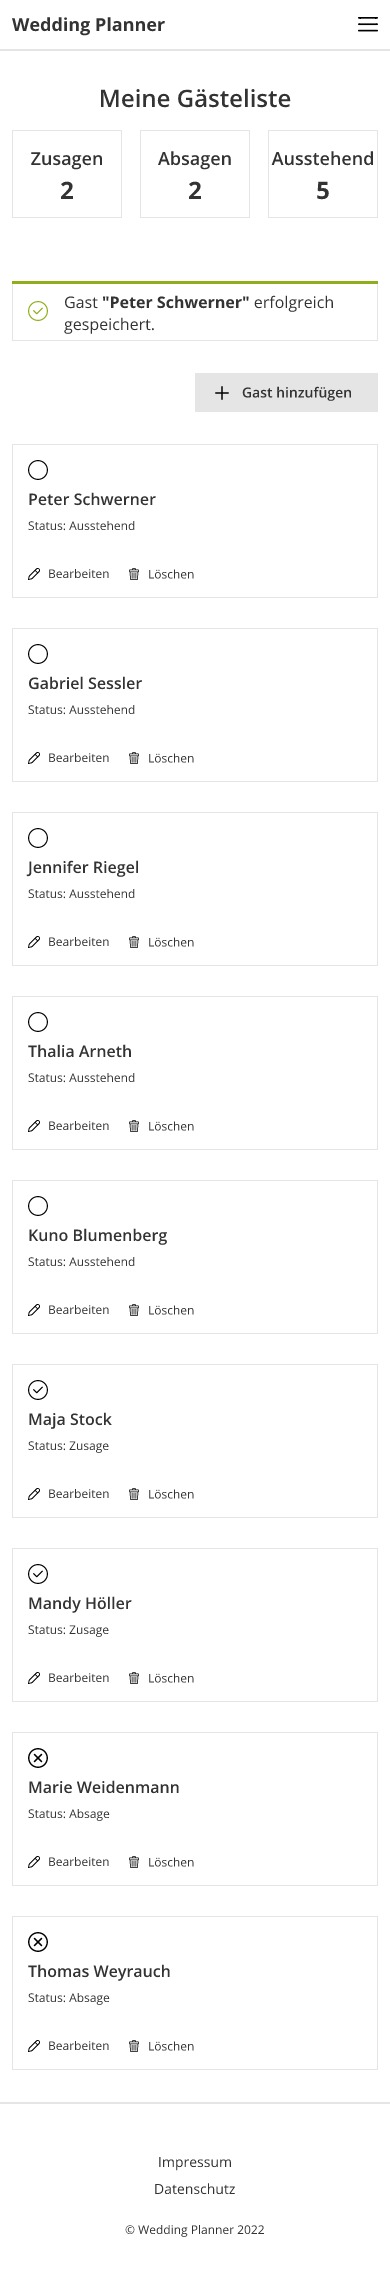 Wedding Planner
Meine Gästeliste
Zusagen
2
Absagen
2
Ausstehend
5
Gast "Peter Schwerner" erfolgreich
gespeichert.
Gast hinzufügen
Peter Schwerner
Status: Ausstehend
Bearbeiten Löschen
Gabriel Sessler
Status: Ausstehend
Bearbeiten Löschen
Jennifer Riegel
Status: Ausstehend
Bearbeiten Löschen
Thalia Arneth
Status: Ausstehend
Bearbeiten Löschen
Kuno Blumenberg
Status: Ausstehend
Bearbeiten Löschen
Maja Stock
Status: Zusage
Bearbeiten Löschen
Mandy Höller
Status: Zusage
Bearbeiten Löschen
Marie Weidenmann
Status: Absage
Bearbeiten Löschen
Thomas Weyrauch
Status: Absage
Bearbeiten Löschen
Impressum
Datenschutz
© Wedding Planner 2022